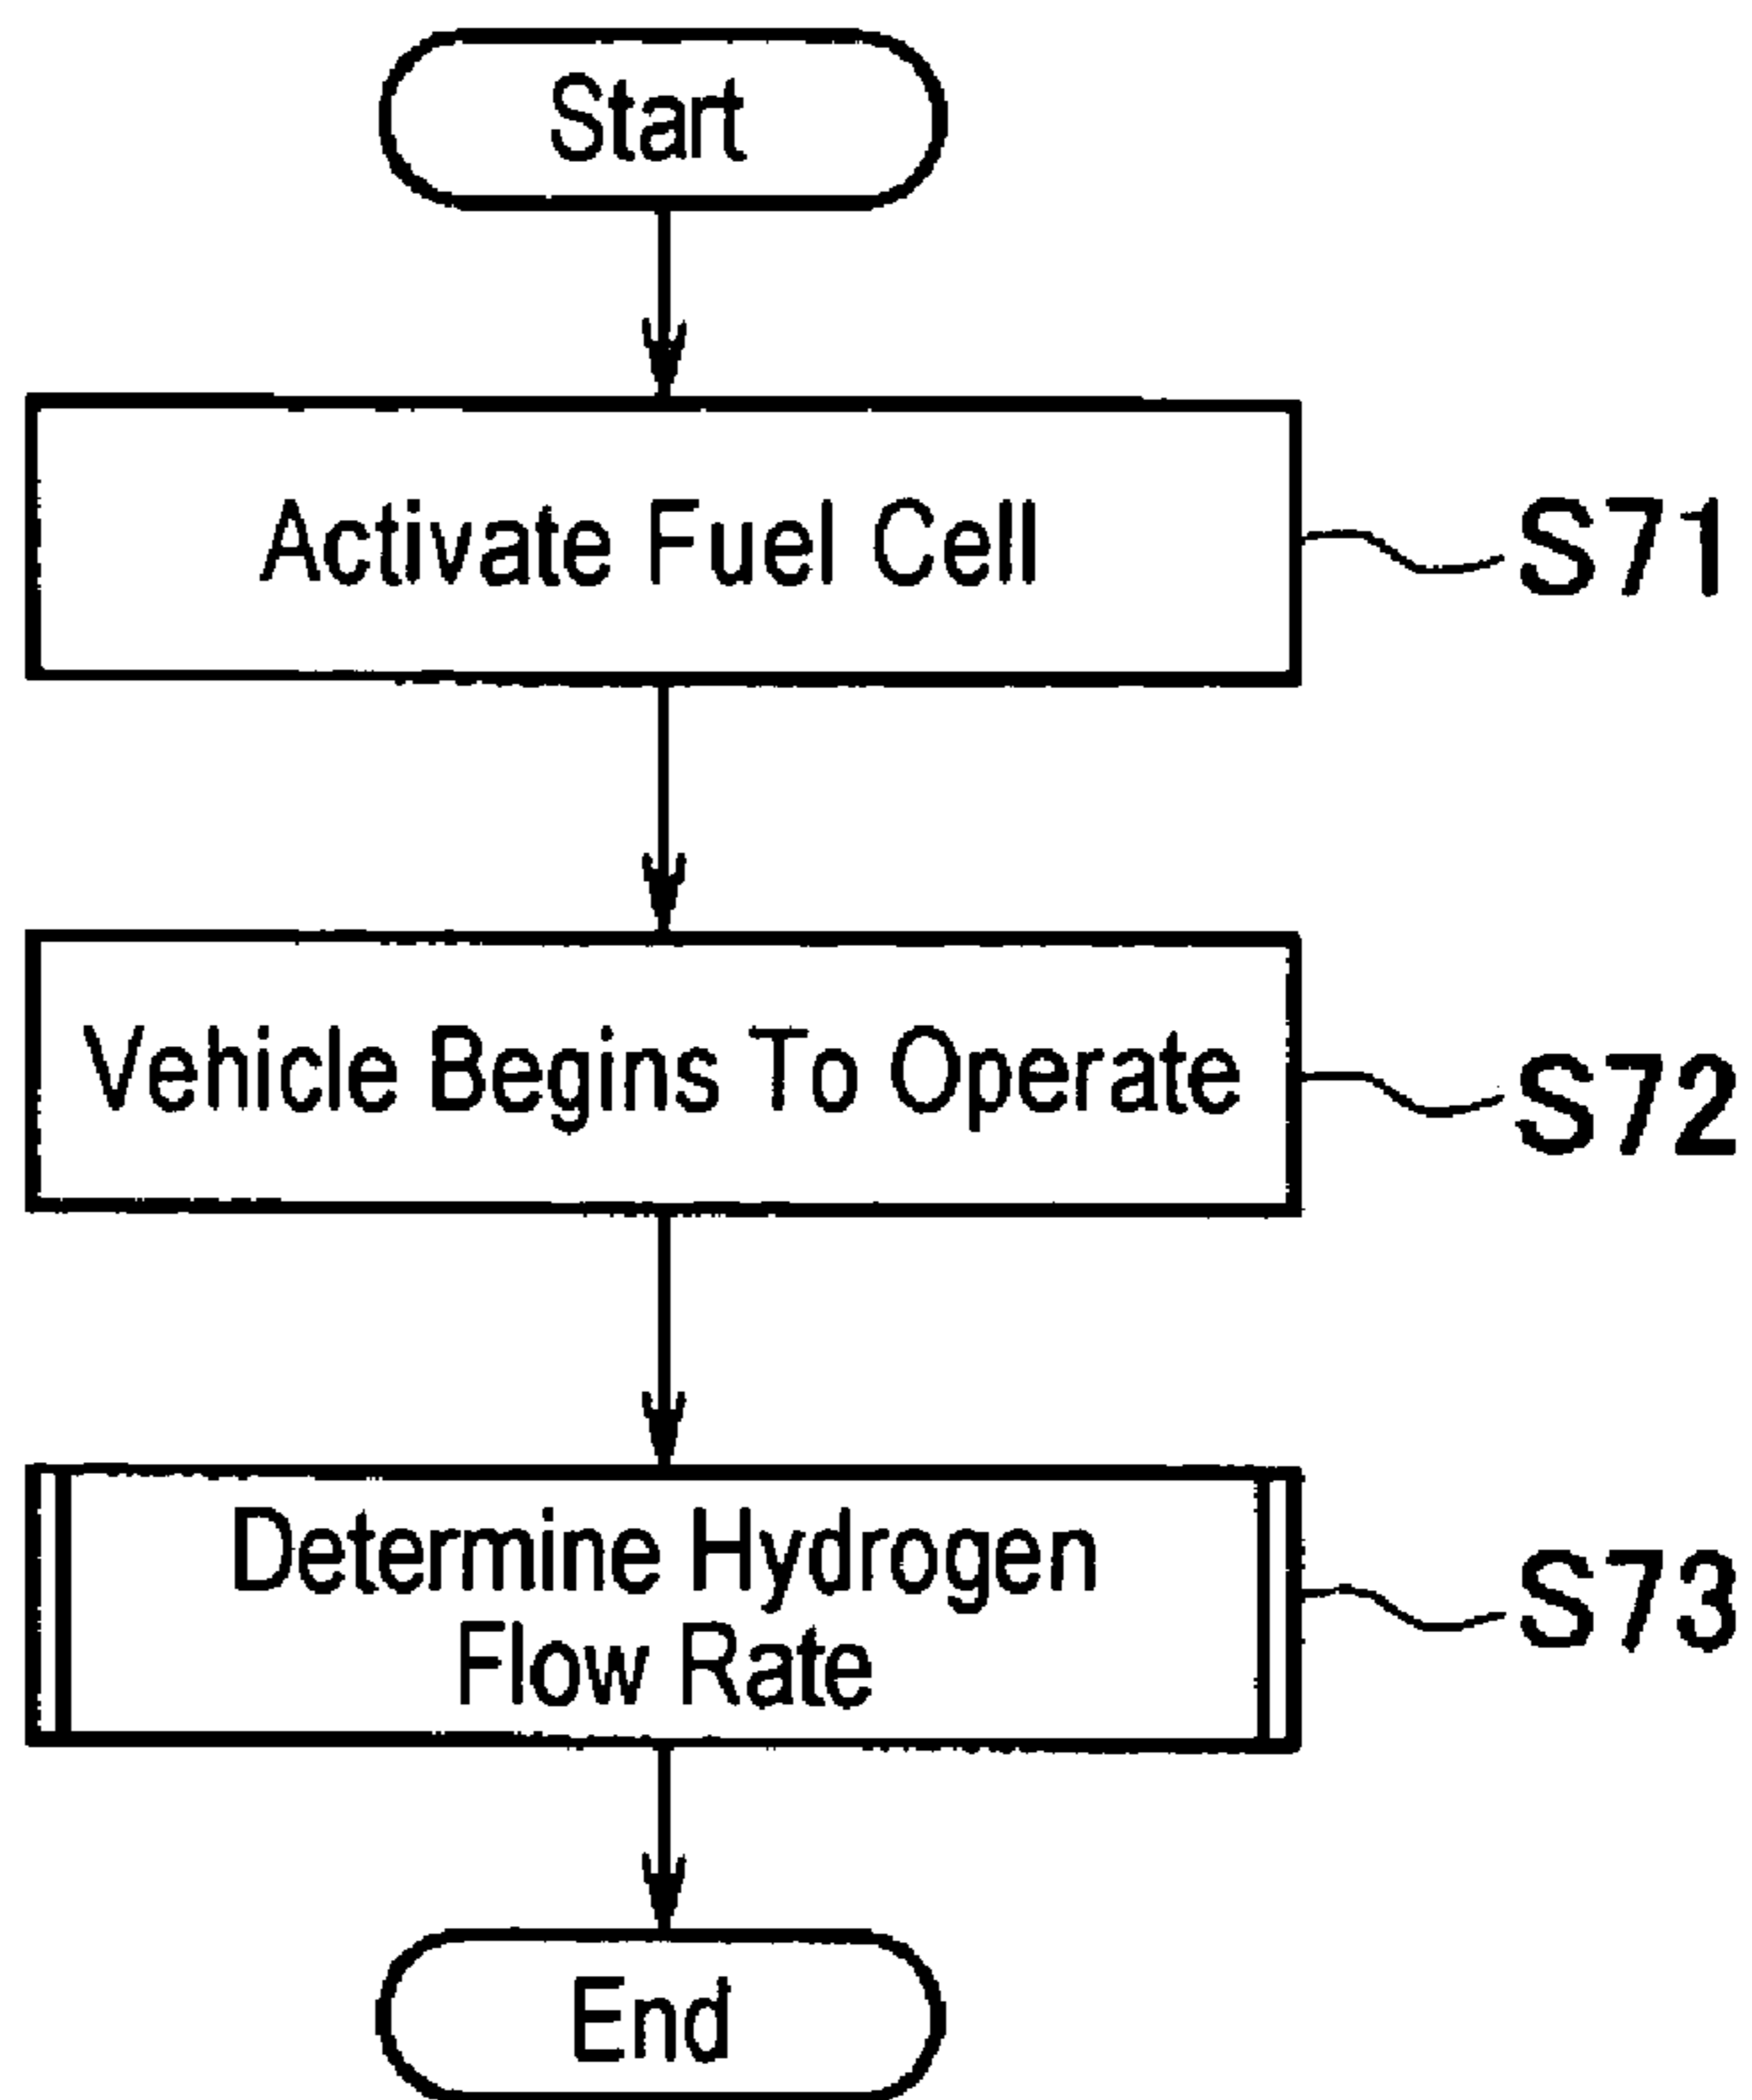 Start
Activate Fuel Cell
S71
Vehicle Begins To Operate
S72
Determine Hydrogen
Flow Rate
S73
End